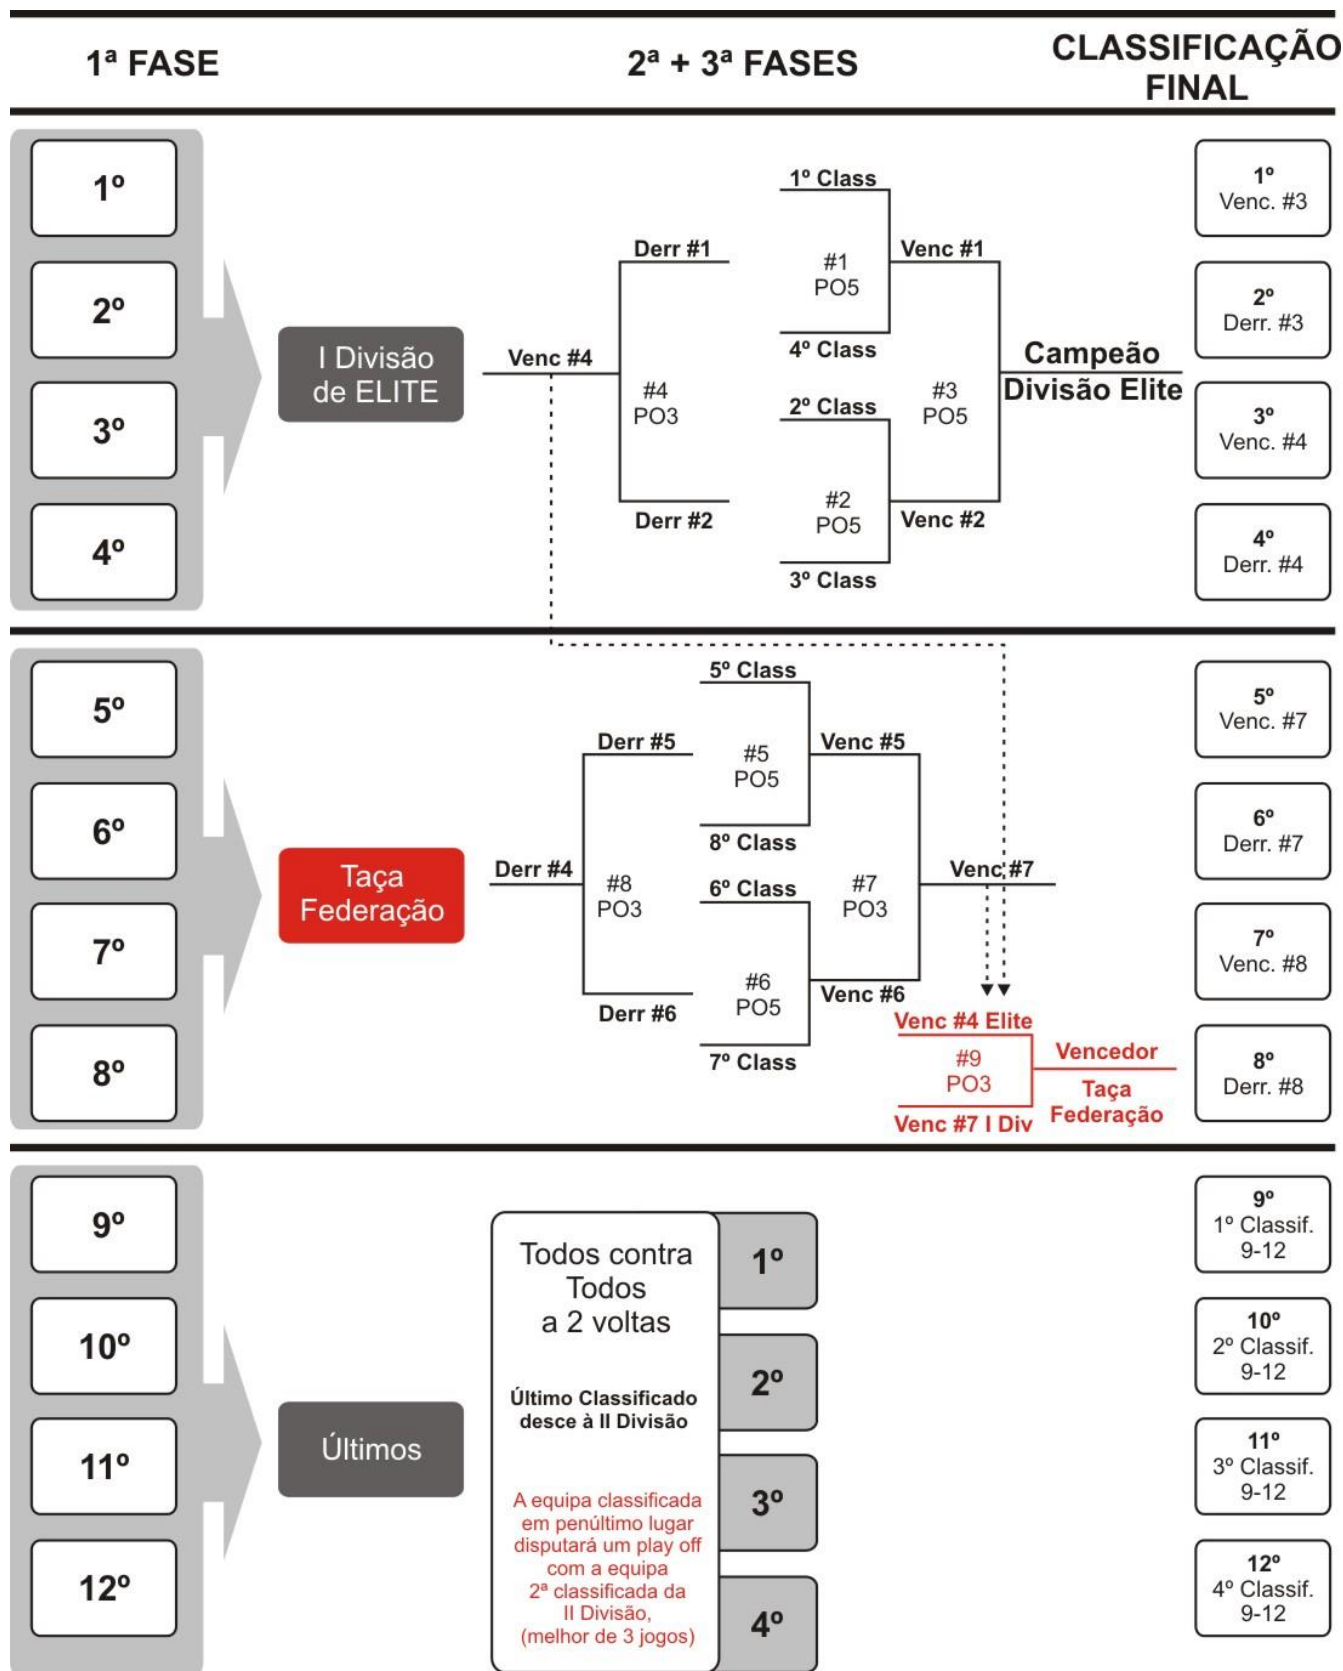 1ª FASE
2ª + 3ª FASES
CLASSIFICAÇÃO
FINAL
1º
2º
3º
4º
I Divisão
de ELITE
Venc #4
Derr #1
#4
PO3
Derr #2
1º Class
#1
PO5
4º Class
2º Class
#2
PO5
3º Class
Venc #1
#3
PO5
Venc #2
Campeão
Divisão Elite
1º
Venc. #3
2º
Derr. #3
3º
Venc. #4
4º
Derr. #4
5º
6º
7º
8º
Taça
Federação
Derr #4
Derr #5
#8
PO3
Derr #6
5º Class
#5
PO5
8º Class
6º Class
#6
PO5
7º Class
Venc #5
#7
PO3
Venc #6
Venc #7
Venc #4 Elite
#9
PO3
Venc #7 I Div
Vencedor
Taça
Federação
5º
Venc. #7
6º
Derr. #7
7º
Venc. #8
8º
Derr. #8
9º
10º
11º
12º
Últimos
Todos contra
Todos
a 2 voltas
Último Classificado
desce à II Divisão
A equipa classificada
em penúltimo lugar
disputará um play off
com a equipa
2ª classificada da
II Divisão,
(melhor de 3 jogos)
1º
2º
3º
4º
9º
1º Classif.
9-12
10º
2º Classif.
9-12
11º
3º Classif.
9-12
12º
4º Classif.
9-12